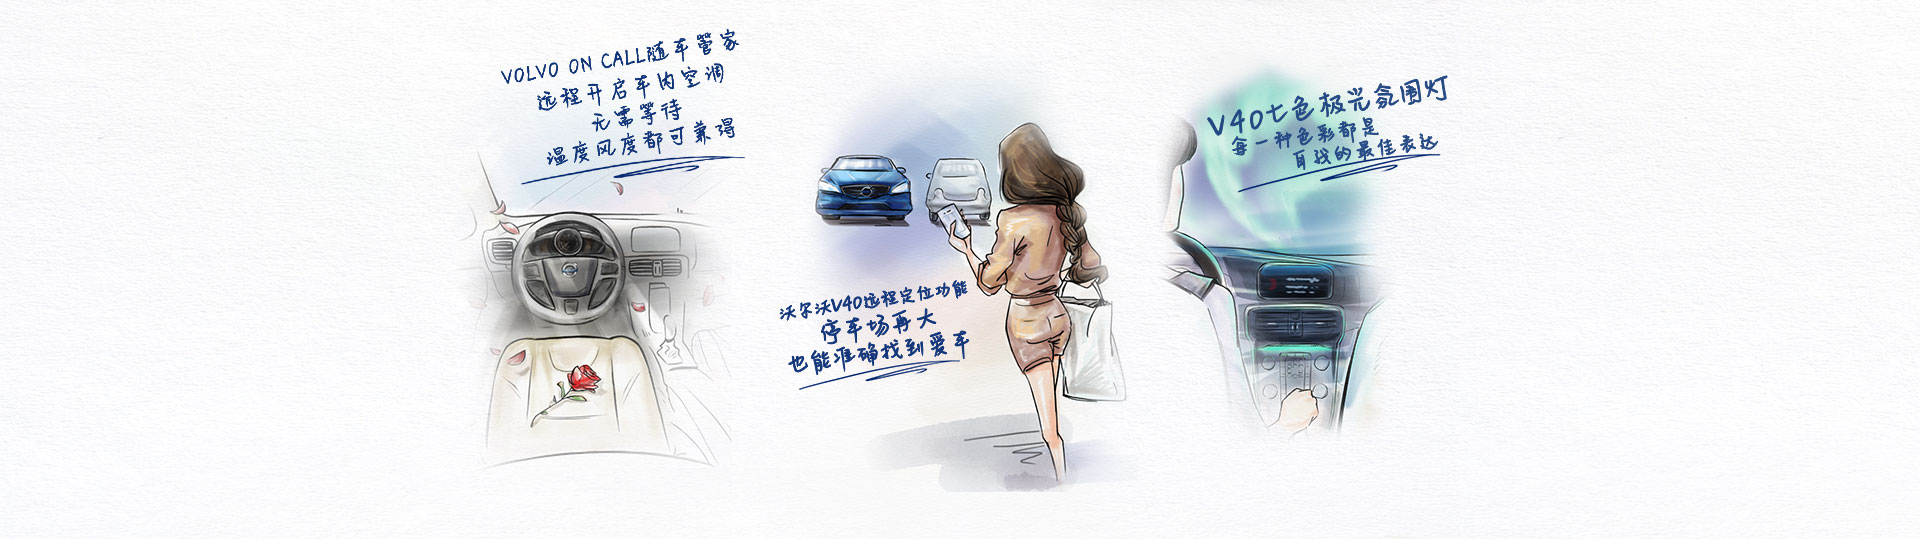 VOLVO ON CALL随车管家
远程开启车内空调
无需等待
温度风度都可兼得
沃尔沃V40远程定位功能
停车场再大
也能准确找到爱车
V40七色极光氛围灯
每一种色彩都是
自我的最佳表达